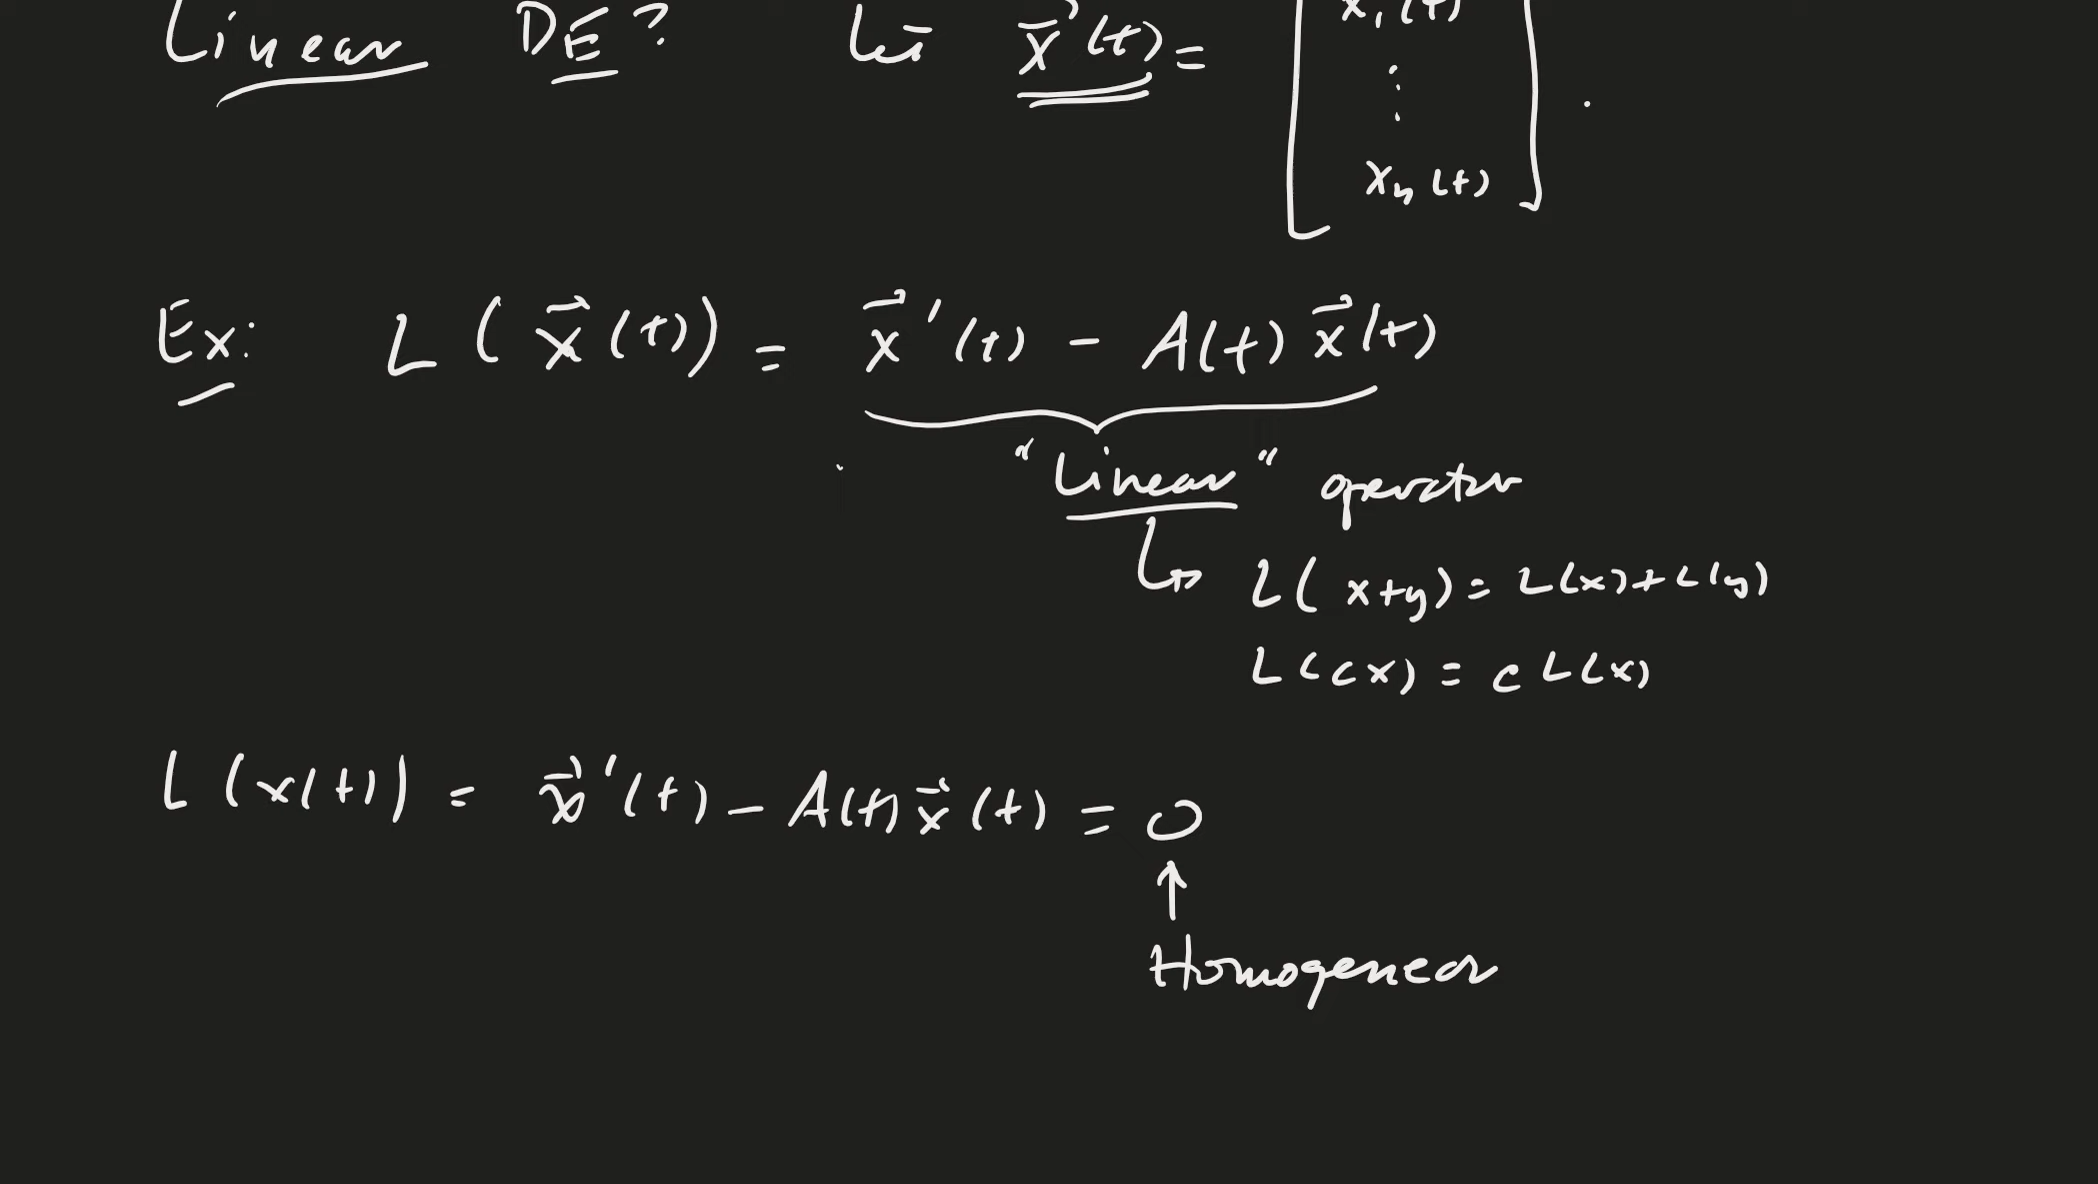 Linear DE? Let x⃗(t) = [ x₁(t) ⋮ xₙ(t) ] .
Ex: L(x⃗(t)) = x⃗'(t) - A(t) x⃗(t)
"Linear" operator
↳ L(x+y) = L(x)+L(y)
L(cx) = cL(x)
L(x(t)) = x⃗'(t) - A(t) x⃗(t) = 0
↑
Homogeneous